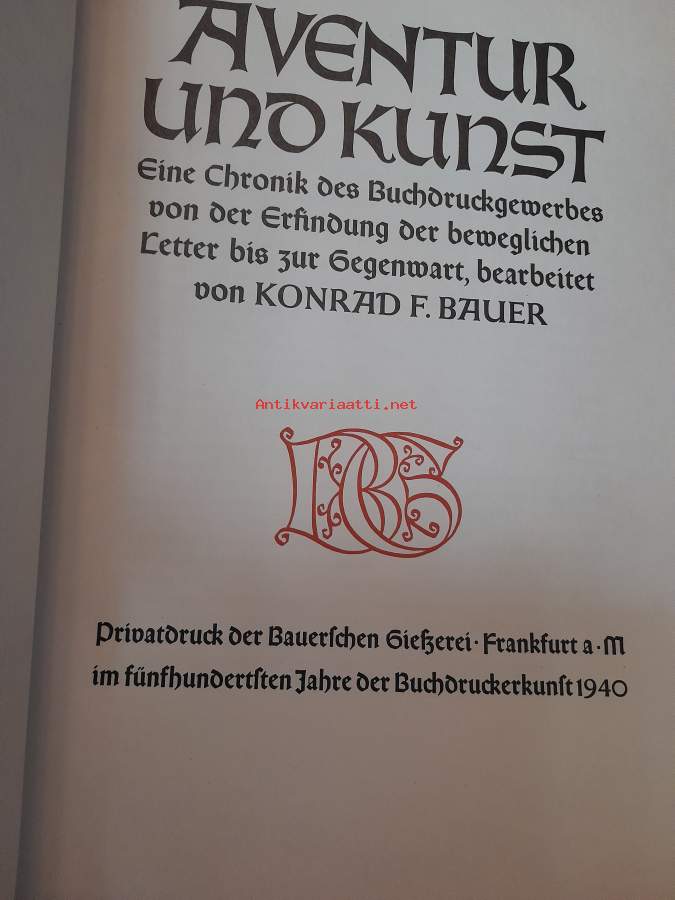 AVENTUR
UND KUNST
Eine Chronik des Buchdruckgewerbes
von der Erfindung der beweglichen
Letter bis zur Gegenwart, bearbeitet
von KONRAD F. BAUER
Antikvariaatti.net
BG
Privatdruck der Bauerſchen Gießerei · Frankfurt a · M
im fünfhundertſten Jahre der Buchdruckerkunſt 1940